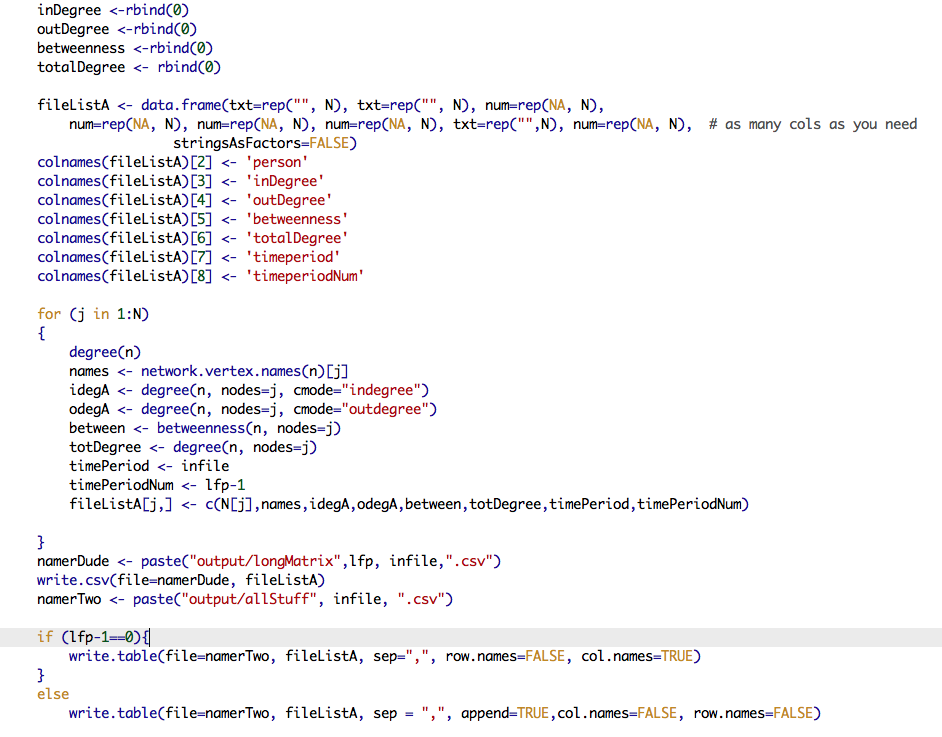 inDegree <-rbind(0)
outDegree <-rbind(0)
betweenness <-rbind(0)
totalDegree <- rbind(0)
fileListA <- data.frame(txt=rep("", N), txt=rep("", N), num=rep(NA, N),
num=rep(NA, N), num=rep(NA, N), num=rep(NA, N), txt=rep("",N), num=rep(NA, N),  # as many cols as you need
stringsAsFactors=FALSE)
colnames(fileListA)[2] <- 'person'
colnames(fileListA)[3] <- 'inDegree'
colnames(fileListA)[4] <- 'outDegree'
colnames(fileListA)[5] <- 'betweenness'
colnames(fileListA)[6] <- 'totalDegree'
colnames(fileListA)[7] <- 'timeperiod'
colnames(fileListA)[8] <- 'timeperiodNum'
for (j in 1:N)
{
degree(n)
names <- network.vertex.names(n)[j]
idegA <- degree(n, nodes=j, cmode="indegree")
odegA <- degree(n, nodes=j, cmode="outdegree")
between <- betweenness(n, nodes=j)
totDegree <- degree(n, nodes=j)
timePeriod <- infile
timePeriodNum <- lfp-1
fileListA[j,] <- c(N[j],names,idegA,odegA,between,totDegree,timePeriod,timePeriodNum)
}
namerDude <- paste("output/longMatrix",lfp, infile,".csv")
write.csv(file=namerDude, fileListA)
namerTwo <- paste("output/allStuff", infile, ".csv")
if (lfp-1==0){
write.table(file=namerTwo, fileListA, sep=",", row.names=FALSE, col.names=TRUE)
}
else
write.table(file=namerTwo, fileListA, sep = ",", append=TRUE,col.names=FALSE, row.names=FALSE)